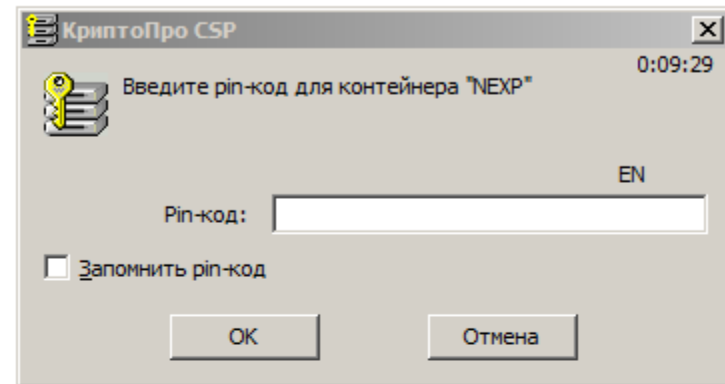 КриптоПро CSP
0:09:29
Введите pin-код для контейнера "NEXP"
EN
Pin-код:
Запомнить pin-код
OK
Отмена